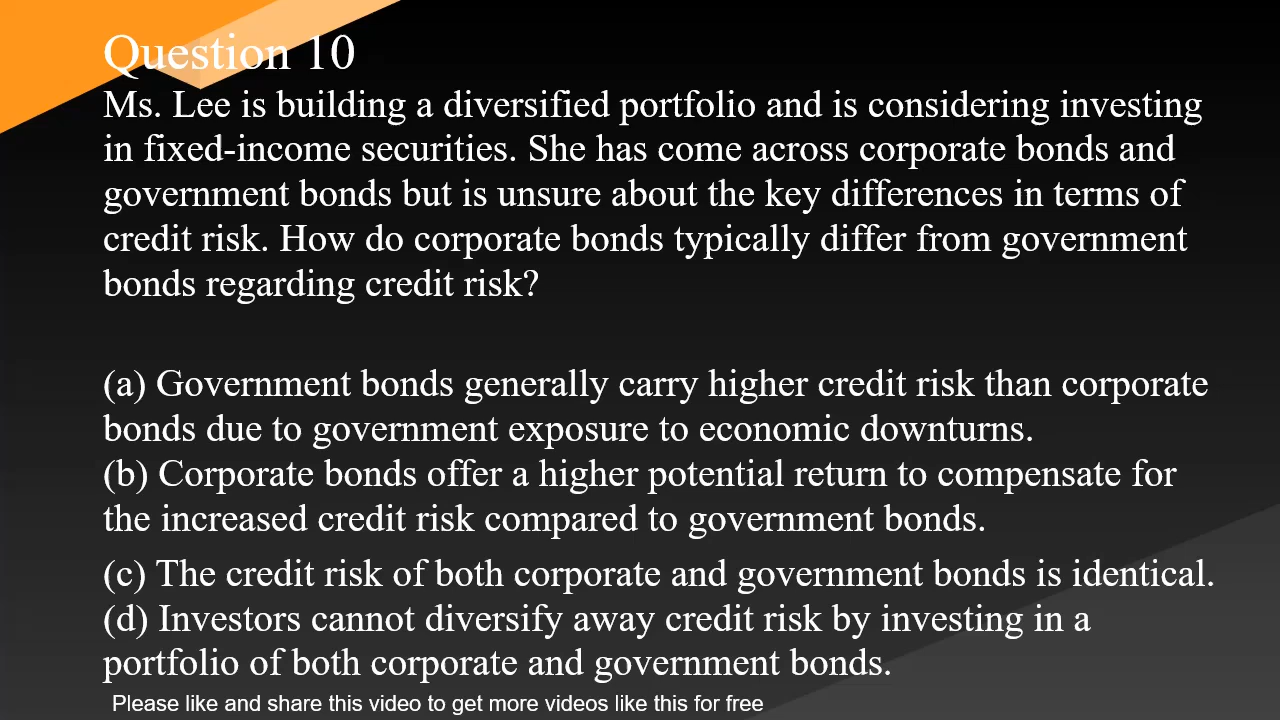 Question 10
Ms. Lee is building a diversified portfolio and is considering investing
in fixed-income securities. She has come across corporate bonds and
government bonds but is unsure about the key differences in terms of
credit risk. How do corporate bonds typically differ from government
bonds regarding credit risk?
(a) Government bonds generally carry higher credit risk than corporate
bonds due to government exposure to economic downturns.
(b) Corporate bonds offer a higher potential return to compensate for
the increased credit risk compared to government bonds.
(c) The credit risk of both corporate and government bonds is identical.
(d) Investors cannot diversify away credit risk by investing in a
portfolio of both corporate and government bonds.
Please like and share this video to get more videos like this for free